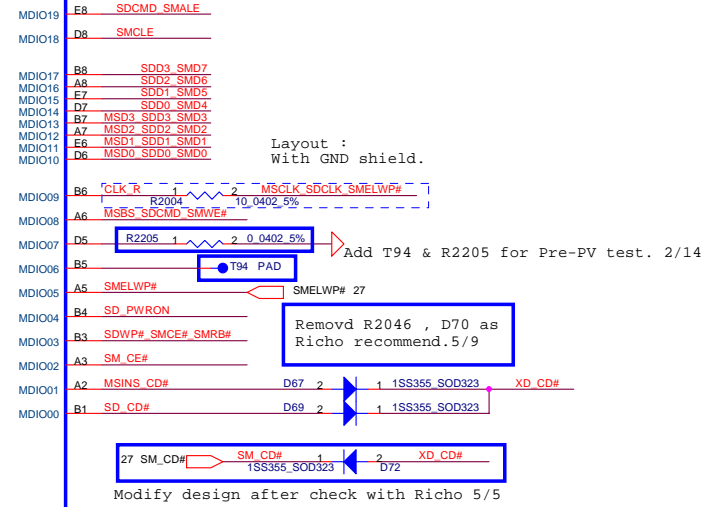 MDIO19 E8 SDCMD_SMALE
MDIO18 D8 SMCLE
MDIO17 B8 SDD3_SMD7
MDIO16 A8 SDD2_SMD6
MDIO15 E7 SDD1_SMD5
MDIO14 D7 SDD0_SMD4
MDIO13 B7 MSD3_SDD3_SMD3
MDIO12 A7 MSD2_SDD2_SMD2
MDIO11 E6 MSD1_SDD1_SMD1
MDIO10 D6 MSD0_SDD0_SMD0
Layout :
With GND shield.
MDIO09 B6 CLK_R 1 2 MSCLK_SDCLK_SMELWP#
R2004 10_0402_5%
MDIO08 A6 MSBS_SDCMD_SMWE#
MDIO07 D5 R2205 1 2 0_0402_5%
Add T94 & R2205 for Pre-PV test. 2/14
MDIO06 B5 T94 PAD
MDIO05 A5 SMELWP# SMELWP# 27
MDIO04 B4 SD_PWRON
MDIO03 B3 SDWP#_SMCE#_SMRB#
Removd R2046 , D70 as
Richo recommend.5/9
MDIO02 A3 SM_CE#
MDIO01 A2 MSINS_CD# D67 2 1 1SS355_SOD323 XD_CD#
MDIO00 B1 SD_CD# D69 2 1 1SS355_SOD323
27 SM_CD# SM_CD# 1 2 XD_CD#
1SS355_SOD323 D72
Modify design after check with Richo 5/5